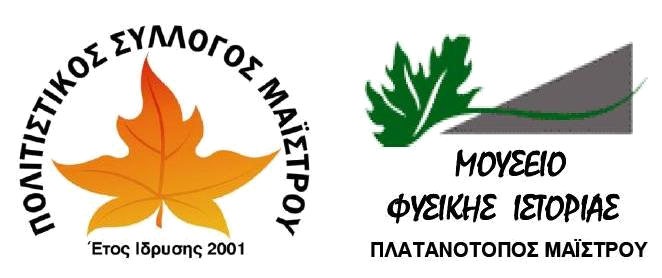 ΠΟΛΙΤΙΣΤΙΚΟΣ ΣΥΛΛΟΓΟΣ ΜΑΪΣΤΡΟΥ
Έτος Ιδρυσης 2001
ΜΟΥΣΕΙΟ
ΦΥΣΙΚΗΣ ΙΣΤΟΡΙΑΣ
ΠΛΑΤΑΝΟΤΟΠΟΣ ΜΑΪΣΤΡΟΥ